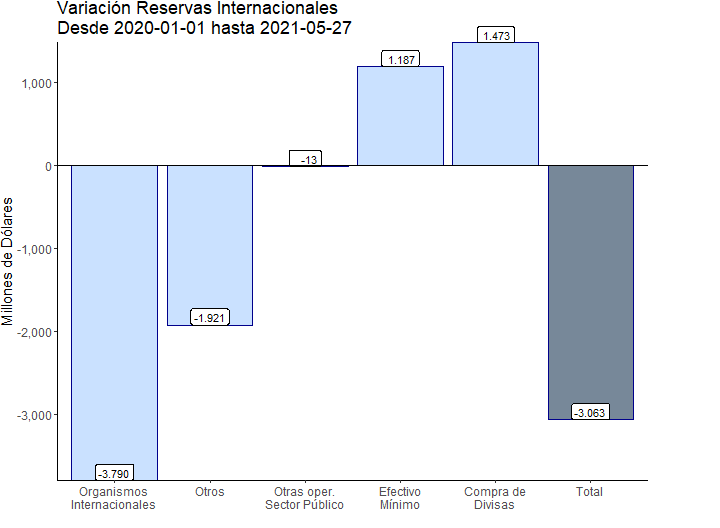 Variación Reservas Internacionales
Desde 2020-01-01 hasta 2021-05-27
Millones de Dólares
1,000
0
-1,000
-2,000
-3,000
-3.790
-1.921
-13
1.187
1.473
-3.063
Organismos
Internacionales
Otros
Otras oper.
Sector Público
Efectivo
Mínimo
Compra de
Divisas
Total